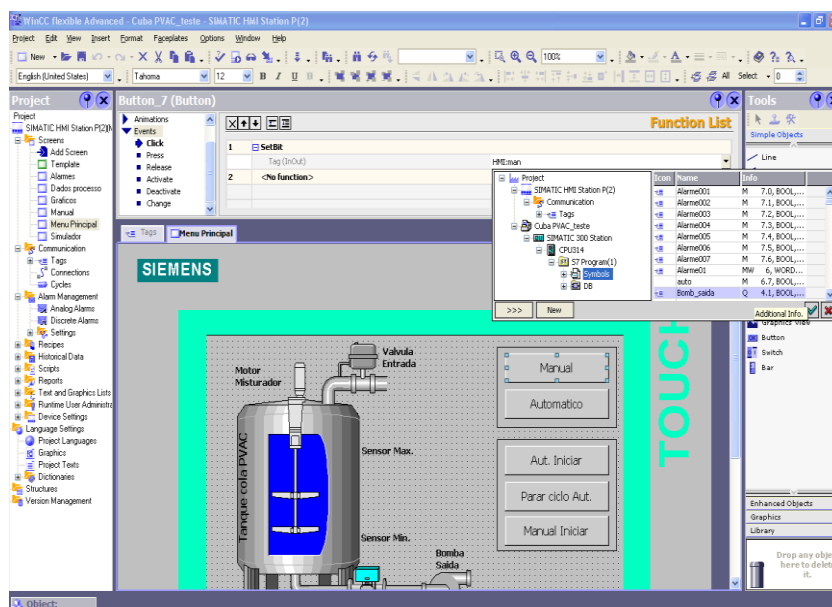 WinCC flexible Advanced - Cuba PVAC_teste - SIMATIC HMI Station P(2)
Project Edit View Insert Format Faceplates Options Window Help
New 100%
English (United States) Tahoma 12 B I U All Select 0
Project
Project
SIMATIC HMI Station P(2)
Screens
Add Screen
Template
Alarmes
Dados processo
Graficos
Manual
Menu Principal
Simulador
Communication
Tags
Connections
Cycles
Alarm Management
Analog Alarms
Discrete Alarms
Settings
Recipes
Historical Data
Scripts
Reports
Text and Graphics Lists
Runtime User Administra
Device Settings
Language Settings
Project Languages
Graphics
Project Texts
Dictionaries
Structures
Version Management
Button_7 (Button)
Animations
Events
Click
Press
Release
Activate
Deactivate
Change
Function List
1 SetBit
Tag (InOut) HMI:man
2 <No function>
Project
SIMATIC HMI Station P(2)
Communication
Tags
Cuba PVAC_teste
SIMATIC 300 Station
CPU314
S7 Program(1)
Symbols
DB
Icon Name Info
Alarme001 M 7.0, BOOL,...
Alarme002 M 7.1, BOOL,...
Alarme003 M 7.2, BOOL,...
Alarme004 M 7.3, BOOL,...
Alarme005 M 7.4, BOOL,...
Alarme006 M 7.5, BOOL,...
Alarme007 M 7.6, BOOL,...
Alarme01 MW 6, WORD...
auto M 6.7, BOOL,...
Bomb_saida Q 4.1, BOOL,...
>>> New
Additional Info.
Tags Menu Principal
SIEMENS
TOUCH
Motor
Misturador
Valvula
Entrada
Tanque cola PVAC
Sensor Max.
Sensor Min.
Bomba
Saida
Manual
Automatico
Aut. Iniciar
Parar ciclo Aut.
Manual Iniciar
Tools
Simple Objects
Line
Graphics View
Button
Switch
Bar
Enhanced Objects
Graphics
Library
Drop any obje
here to delet
it.
Object: